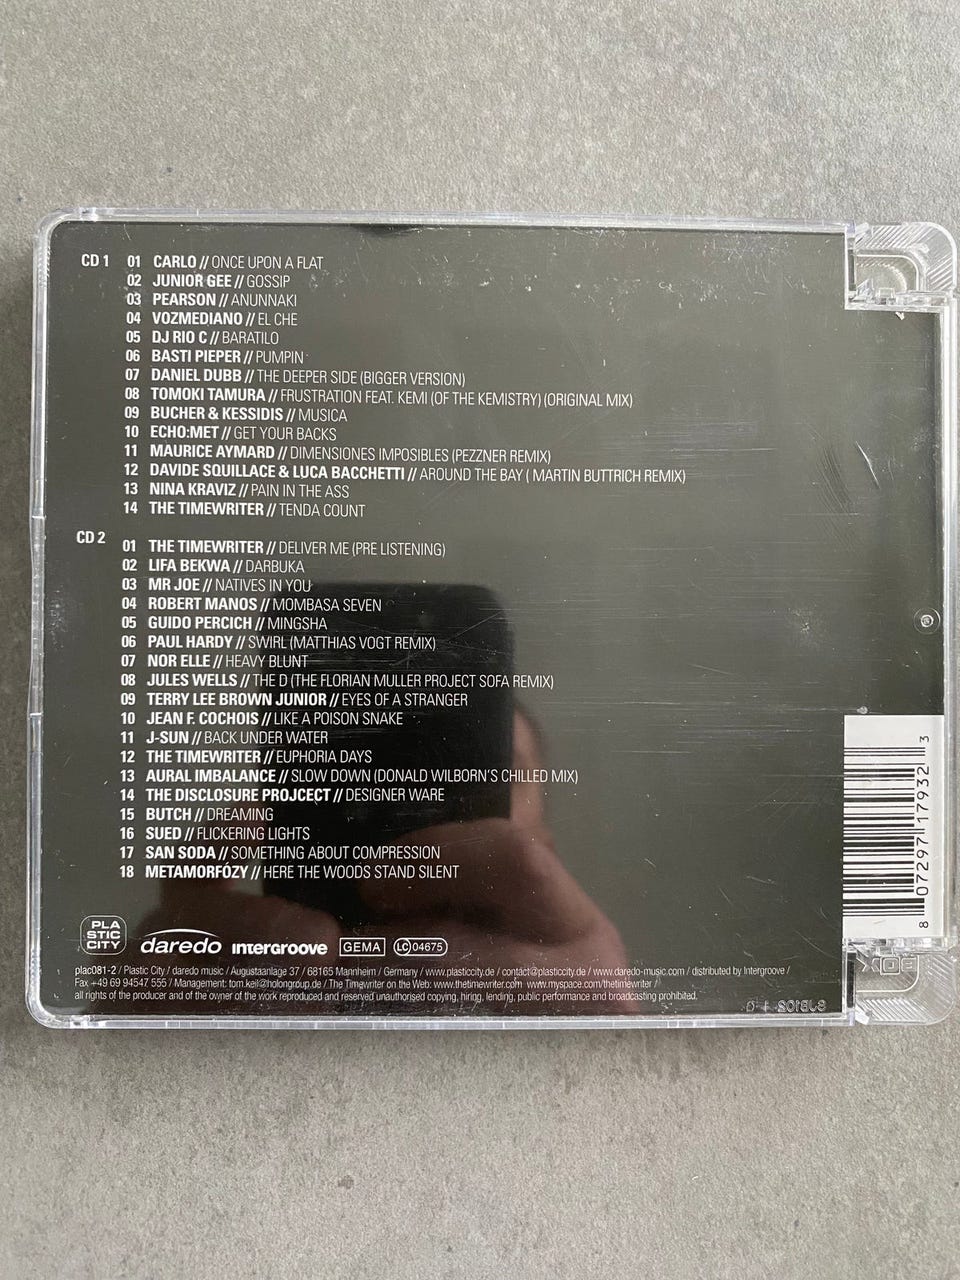 CD 1 01 CARLO // ONCE UPON A FLAT
02 JUNIOR GEE // GOSSIP
03 PEARSON // ANUNNAKI
04 VOZMEDIANO // EL CHE
05 DJ RIO C // BARATILO
06 BASTI PIEPER // PUMPIN
07 DANIEL DUBB // THE DEEPER SIDE (BIGGER VERSION)
08 TOMOKI TAMURA // FRUSTRATION FEAT. KEMI (OF THE KEMISTRY) (ORIGINAL MIX)
09 BUCHER & KESSIDIS // MUSICA
10 ECHO:MET // GET YOUR BACKS
11 MAURICE AYMARD // DIMENSIONES IMPOSIBLES (PEZZNER REMIX)
12 DAVIDE SQUILLACE & LUCA BACCHETTI // AROUND THE BAY ( MARTIN BUTTRICH REMIX)
13 NINA KRAVIZ // PAIN IN THE ASS
14 THE TIMEWRITER // TENDA COUNT
CD 2 01 THE TIMEWRITER // DELIVER ME (PRE LISTENING)
02 LIFA BEKWA // DARBUKA
03 MR JOE // NATIVES IN YOU
04 ROBERT MANOS // MOMBASA SEVEN
05 GUIDO PERCICH // MINGSHA
06 PAUL HARDY // SWIRL (MATTHIAS VOGT REMIX)
07 NOR ELLE // HEAVY BLUNT
08 JULES WELLS // THE D (THE FLORIAN MULLER PROJECT SOFA REMIX)
09 TERRY LEE BROWN JUNIOR // EYES OF A STRANGER
10 JEAN F. COCHOIS // LIKE A POISON SNAKE
11 J-SUN // BACK UNDER WATER
12 THE TIMEWRITER // EUPHORIA DAYS
13 AURAL IMBALANCE // SLOW DOWN (DONALD WILBORN'S CHILLED MIX)
14 THE DISCLOSURE PROJCECT // DESIGNER WARE
15 BUTCH // DREAMING
16 SUED // FLICKERING LIGHTS
17 SAN SODA // SOMETHING ABOUT COMPRESSION
18 METAMORFÓZY // HERE THE WOODS STAND SILENT
8 07297 17932 3
PLA
STIC
CITY
daredo intergroove GEMA LC 04675
plac081-2 / Plastic City / daredo music / Augustaanlage 37 / 68165 Mannheim / Germany / www.plasticcity.de / contact@plasticcity.de / www.daredo-music.com / distributed by Intergroove /
Fax +49 69 94547 555 / Management: tom.keil@holongroup.de / The Timewriter on the Web: www.thetimewriter.com www.myspace.com/thetimewriter /
all rights of the producer and of the owner of the work reproduced and reserved unauthorised copying, hiring, lending, public performance and broadcasting prohibited.
BOX